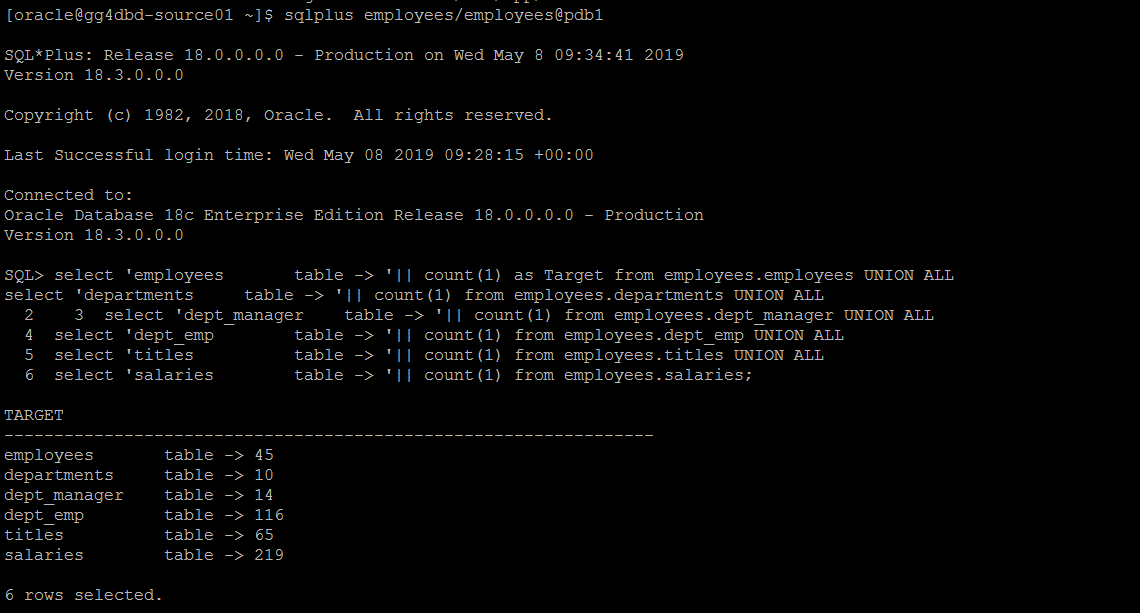 [oracle@gg4dbd-source01 ~]$ sqlplus employees/employees@pdb1
SQL*Plus: Release 18.0.0.0.0 - Production on Wed May 8 09:34:41 2019
Version 18.3.0.0.0
Copyright (c) 1982, 2018, Oracle.  All rights reserved.
Last Successful login time: Wed May 08 2019 09:28:15 +00:00
Connected to:
Oracle Database 18c Enterprise Edition Release 18.0.0.0.0 - Production
Version 18.3.0.0.0
SQL> select 'employees       table -> '|| count(1) as Target from employees.employees UNION ALL
select 'departments     table -> '|| count(1) from employees.departments UNION ALL
  2    3  select 'dept_manager    table -> '|| count(1) from employees.dept_manager UNION ALL
  4  select 'dept_emp        table -> '|| count(1) from employees.dept_emp UNION ALL
  5  select 'titles          table -> '|| count(1) from employees.titles UNION ALL
  6  select 'salaries        table -> '|| count(1) from employees.salaries;
TARGET
-----------------------------------------------------------------
employees       table -> 45
departments     table -> 10
dept_manager    table -> 14
dept_emp        table -> 116
titles          table -> 65
salaries        table -> 219
6 rows selected.